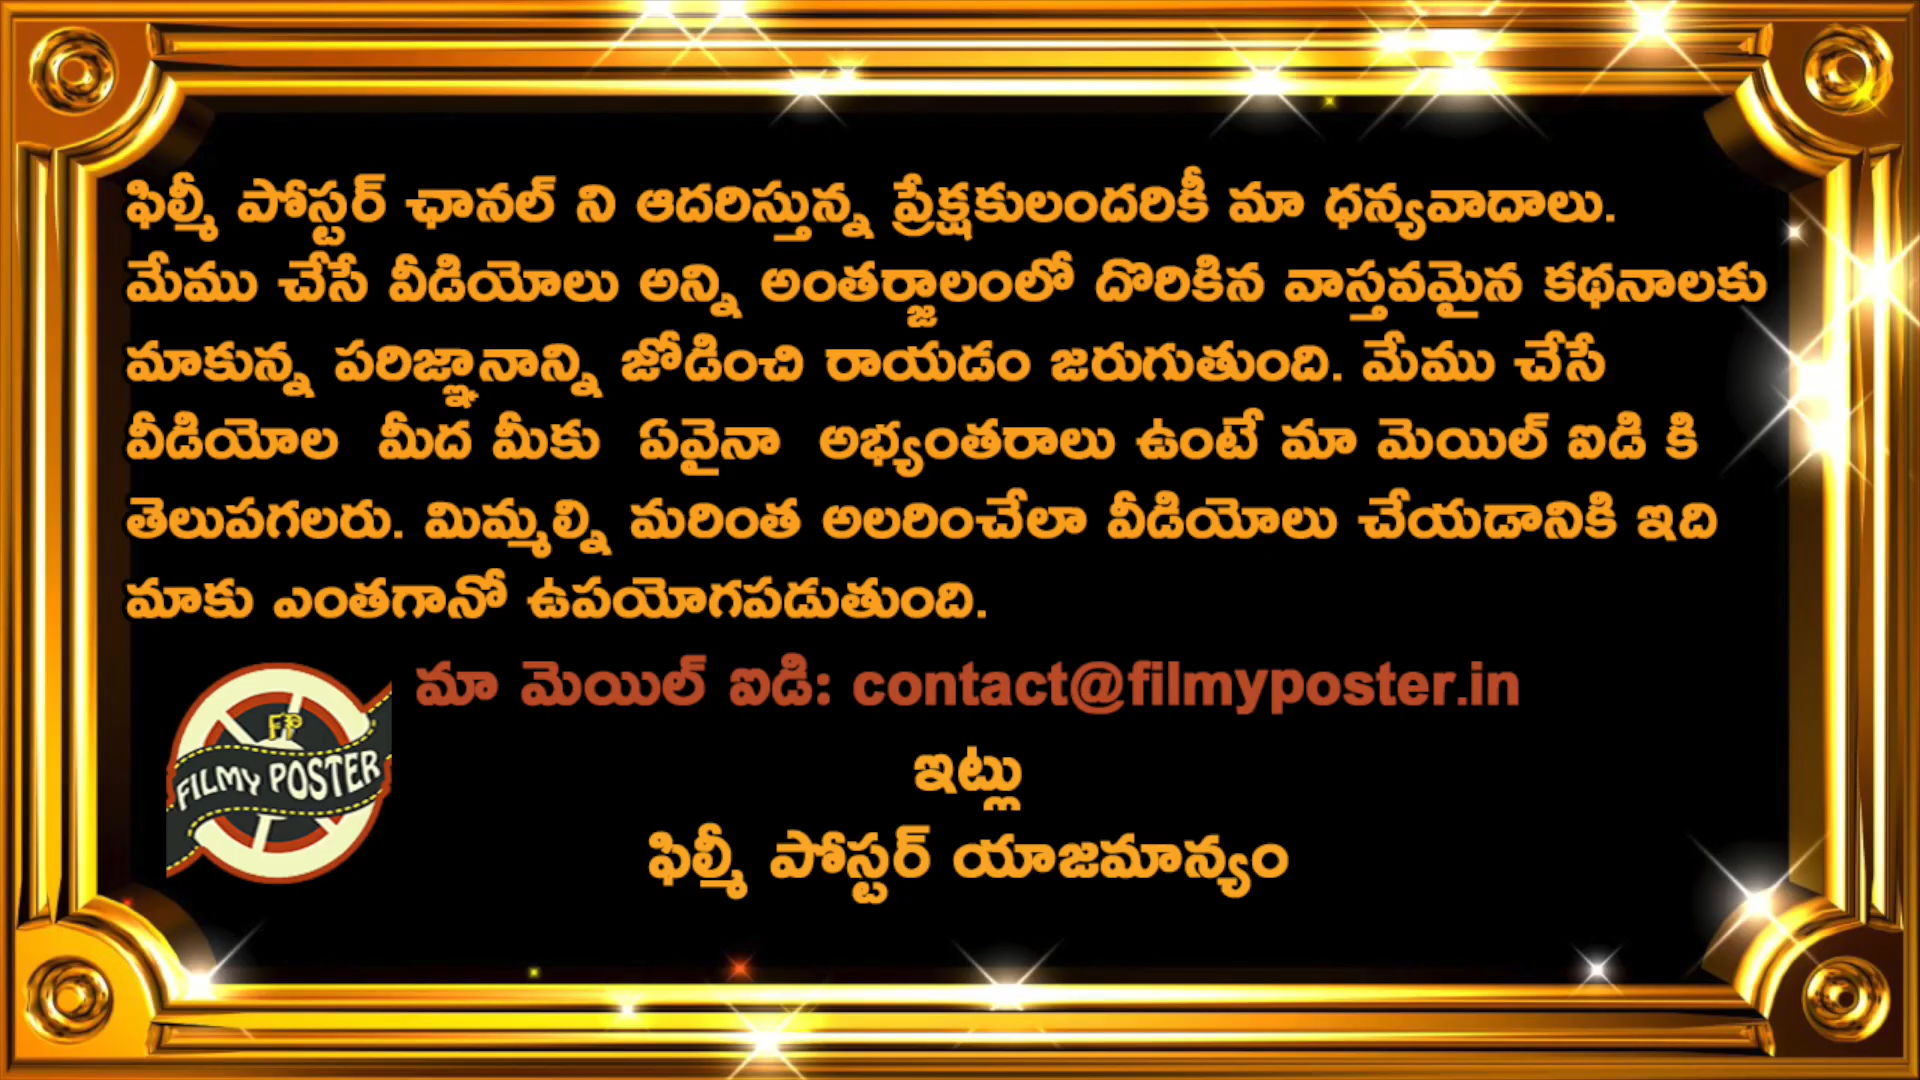 ఫిల్మీ పోస్టర్ ఛానల్ ని ఆదరిస్తున్న ప్రేక్షకులందరికీ మా ధన్యవాదాలు.
మేము చేసే వీడియోలు అన్ని అంతర్జాలంలో దొరికిన వాస్తవమైన కథనాలకు
మాకున్న పరిజ్ఞానాన్ని జోడించి రాయడం జరుగుతుంది. మేము చేసే
వీడియోల మీద మీకు ఏవైనా అభ్యంతరాలు ఉంటే మా మెయిల్ ఐడి కి
తెలుపగలరు. మిమ్మల్ని మరింత అలరించేలా వీడియోలు చేయడానికి ఇది
మాకు ఎంతగానో ఉపయోగపడుతుంది.
మా మెయిల్ ఐడి: contact@filmyposter.in
FP
FILMY POSTER
ఇట్లు
ఫిల్మీ పోస్టర్ యాజమాన్యం